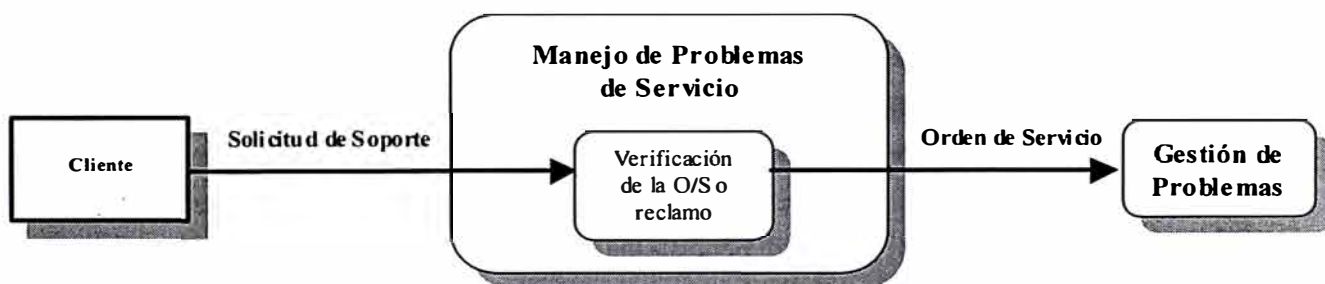 Manejo de Problemas
de Servicio
Cliente
Solicitud de Soporte
Verificación
de la O/S o
reclamo
Orden de Servicio
Gestión de
Problemas